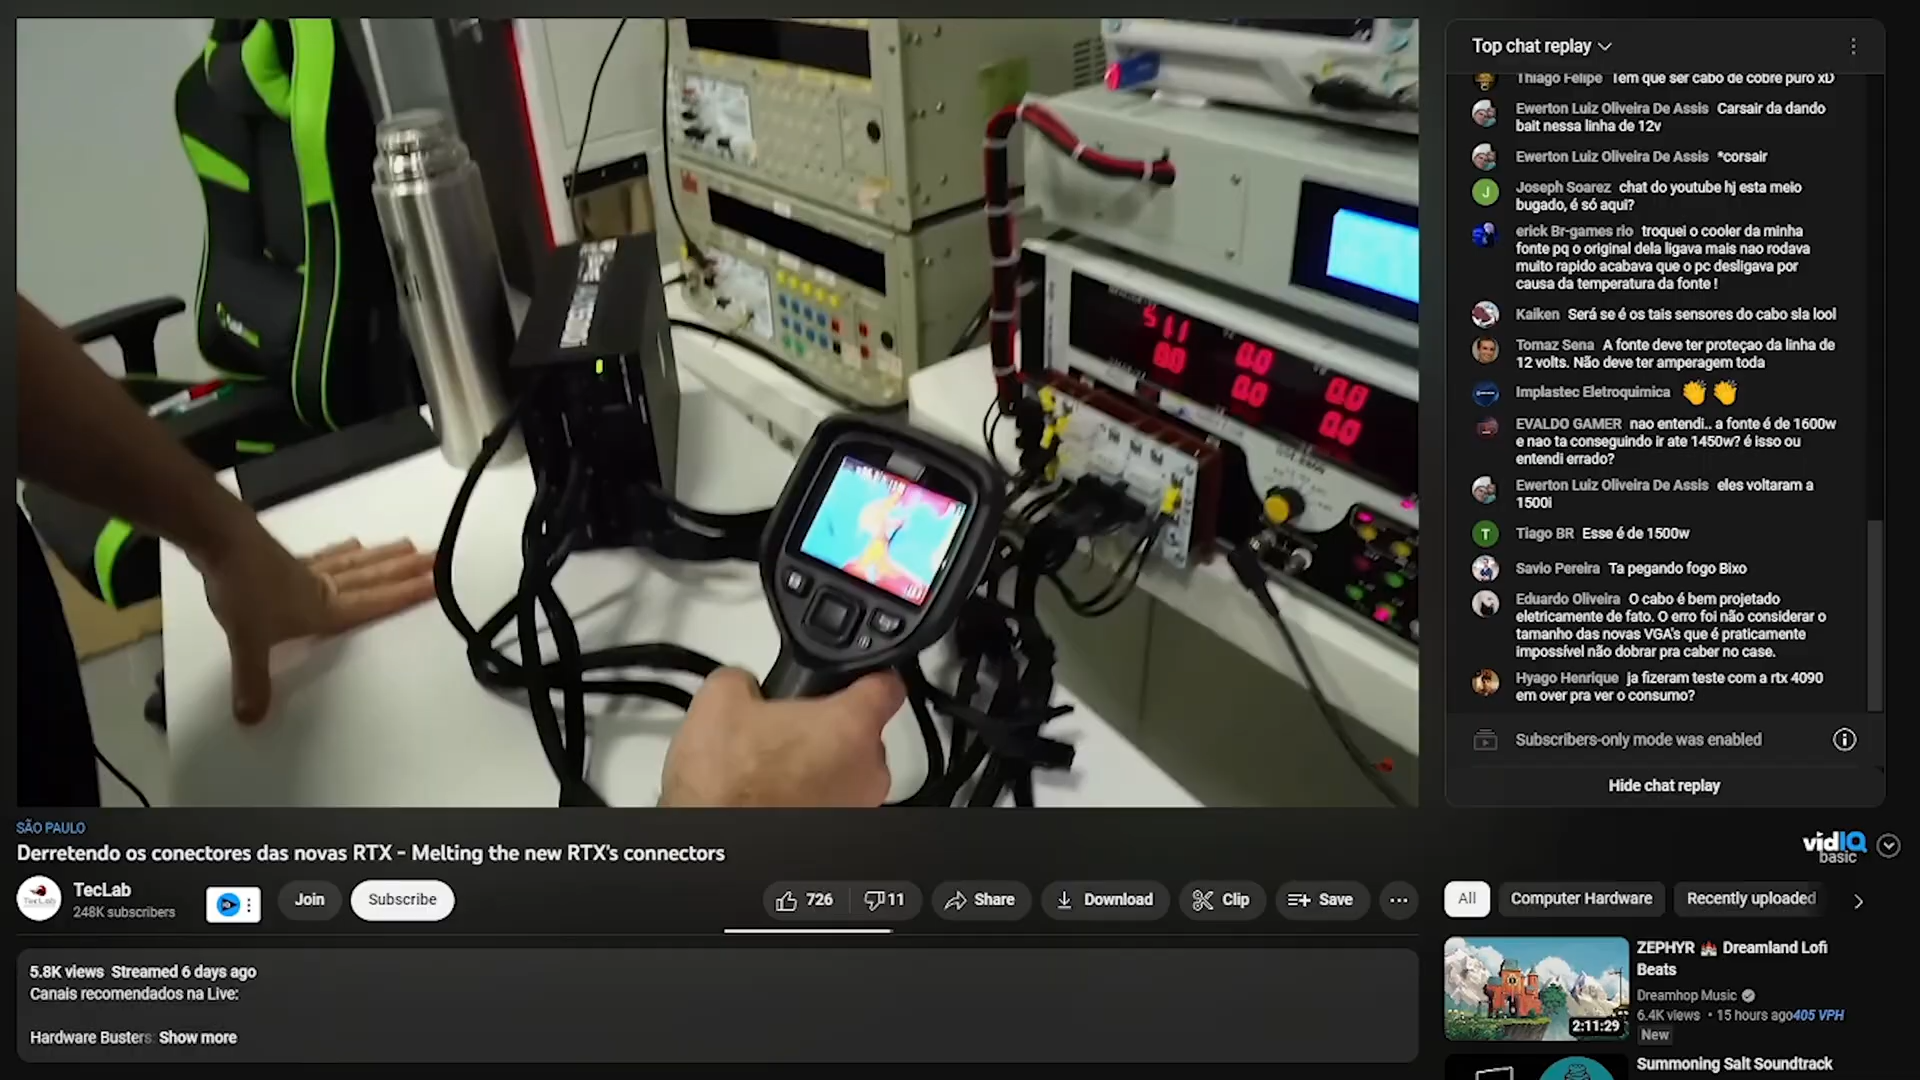 Top chat replay
Thiago Felipe Tem que ser cabo de cobre puro xD
Ewerton Luiz Oliveira De Assis Carsair da dando
bait nessa linha de 12v
Ewerton Luiz Oliveira De Assis *corsair
Joseph Soarez chat do youtube hj esta meio
bugado, é só aqui?
erick Br-games rio troquei o cooler da minha
fonte pq o original dela ligava mais nao rodava
muito rapido acabava que o pc desligava por
causa da temperatura da fonte !
Kaiken Será se é os tais sensores do cabo sla lool
Tomaz Sena A fonte deve ter proteçao da linha de
12 volts. Não deve ter amperagem toda
Implastec Eletroquimica 👏 👏
EVALDO GAMER nao entendi.. a fonte é de 1600w
e nao ta conseguindo ir ate 1450w? é isso ou
entendi errado?
Ewerton Luiz Oliveira De Assis eles voltaram a
1500i
Tiago BR Esse é de 1500w
Savio Pereira Ta pegando fogo Bixo
Eduardo Oliveira O cabo é bem projetado
eletricamente de fato. O erro foi não considerar o
tamanho das novas VGA's que é praticamente
impossível não dobrar pra caber no case.
Hyago Henrique ja fizeram teste com a rtx 4090
em over pra ver o consumo?
Subscribers-only mode was enabled
Hide chat replay
511
0.0 0.0 0.0
0.0 0.0
SÃO PAULO
Derretendo os conectores das novas RTX - Melting the new RTX's connectors
TecLab
248K subscribers
Join
Subscribe
726
11
Share
Download
Clip
Save
5.8K views Streamed 6 days ago
Canais recomendados na Live:
Hardware Busters: Show more
vidIQ
basic
All
Computer Hardware
Recently uploaded
ZEPHYR 🏰 Dreamland Lofi
Beats
Dreamhop Music
6.4K views • 15 hours ago 405 VPH
New
2:11:29
Summoning Salt Soundtrack